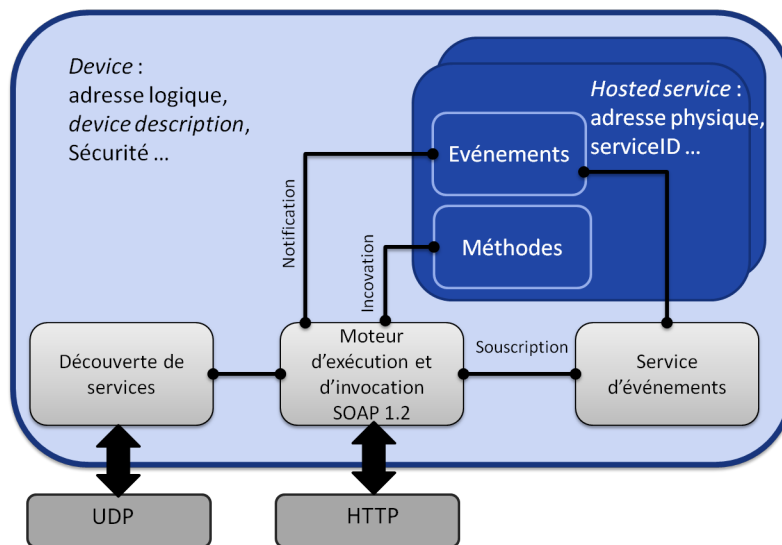 Device :
adresse logique,
device description,
Sécurité ...
Hosted service :
adresse physique,
serviceID ...
Evénements
Méthodes
Notification
Incovation
Découverte de
services
Moteur
d'exécution et
d'invocation
SOAP 1.2
Souscription
Service
d'événements
UDP
HTTP